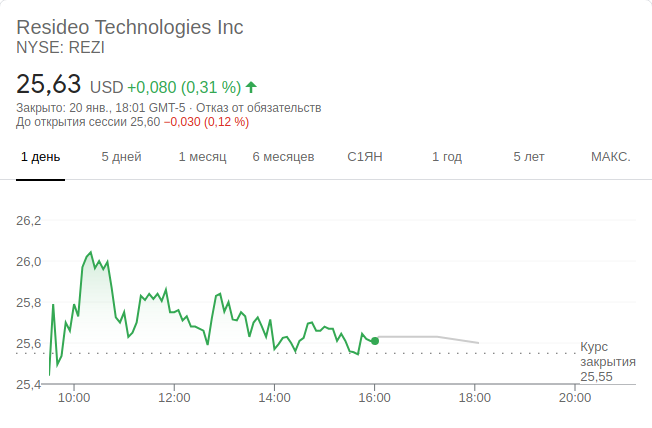 Resideo Technologies Inc
NYSE: REZI
25,63 USD +0,080 (0,31 %)
Закрыто: 20 янв., 18:01 GMT-5 · Отказ от обязательств
До открытия сессии 25,60 −0,030 (0,12 %)
1 день 5 дней 1 месяц 6 месяцев С1ЯН 1 год 5 лет МАКС.
26,2
26,0
25,8
25,6
25,4
Курс
закрытия
25,55
10:00 12:00 14:00 16:00 18:00 20:00